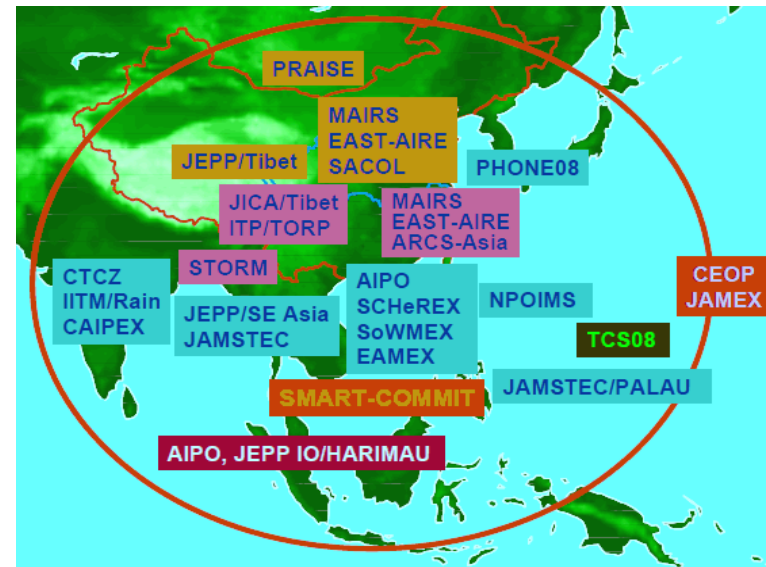 PRAISE
MAIRS
EAST-AIRE
SACOL
JEPP/Tibet
PHONE08
JICA/Tibet
ITP/TORP
MAIRS
EAST-AIRE
ARCS-Asia
STORM
CTCZ
IITM/Rain
CAIPEX
JEPP/SE Asia
JAMSTEC
AIPO
SCHeREX
SoWMEX
EAMEX
NPOIMS
CEOP
JAMEX
TCS08
SMART-COMMIT
JAMSTEC/PALAU
AIPO, JEPP IO/HARIMAU